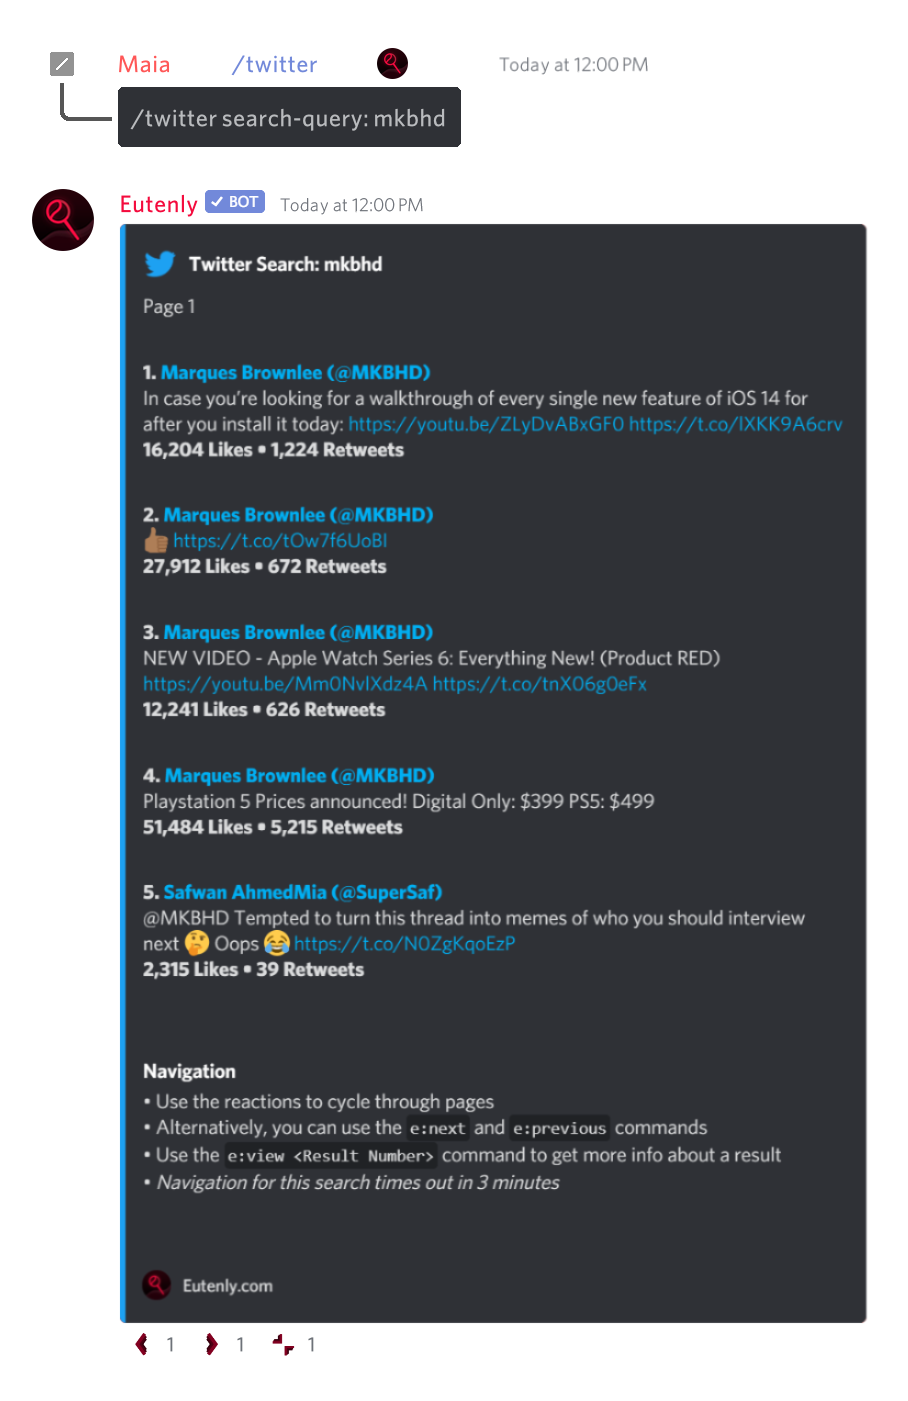 Maia /twitter Today at 12:00 PM
/twitter search-query: mkbhd
Eutenly BOT Today at 12:00 PM
Twitter Search: mkbhd
Page 1
1. Marques Brownlee (@MKBHD)
In case you're looking for a walkthrough of every single new feature of iOS 14 for
after you install it today: https://youtu.be/ZLyDvABxGF0 https://t.co/lXKK9A6crv
16,204 Likes • 1,224 Retweets
2. Marques Brownlee (@MKBHD)
👍🏽 https://t.co/tOw7f6UoBl
27,912 Likes • 672 Retweets
3. Marques Brownlee (@MKBHD)
NEW VIDEO - Apple Watch Series 6: Everything New! (Product RED)
https://youtu.be/Mm0NvlXdz4A https://t.co/tnX06g0eFx
12,241 Likes • 626 Retweets
4. Marques Brownlee (@MKBHD)
Playstation 5 Prices announced! Digital Only: $399 PS5: $499
51,484 Likes • 5,215 Retweets
5. Safwan AhmedMia (@SuperSaf)
@MKBHD Tempted to turn this thread into memes of who you should interview
next 🤔 Oops 😂 https://t.co/N0ZgKqoEzP
2,315 Likes • 39 Retweets
Navigation
• Use the reactions to cycle through pages
• Alternatively, you can use the e:next and e:previous commands
• Use the e:view <Result Number> command to get more info about a result
• Navigation for this search times out in 3 minutes
Eutenly.com
1 1 1